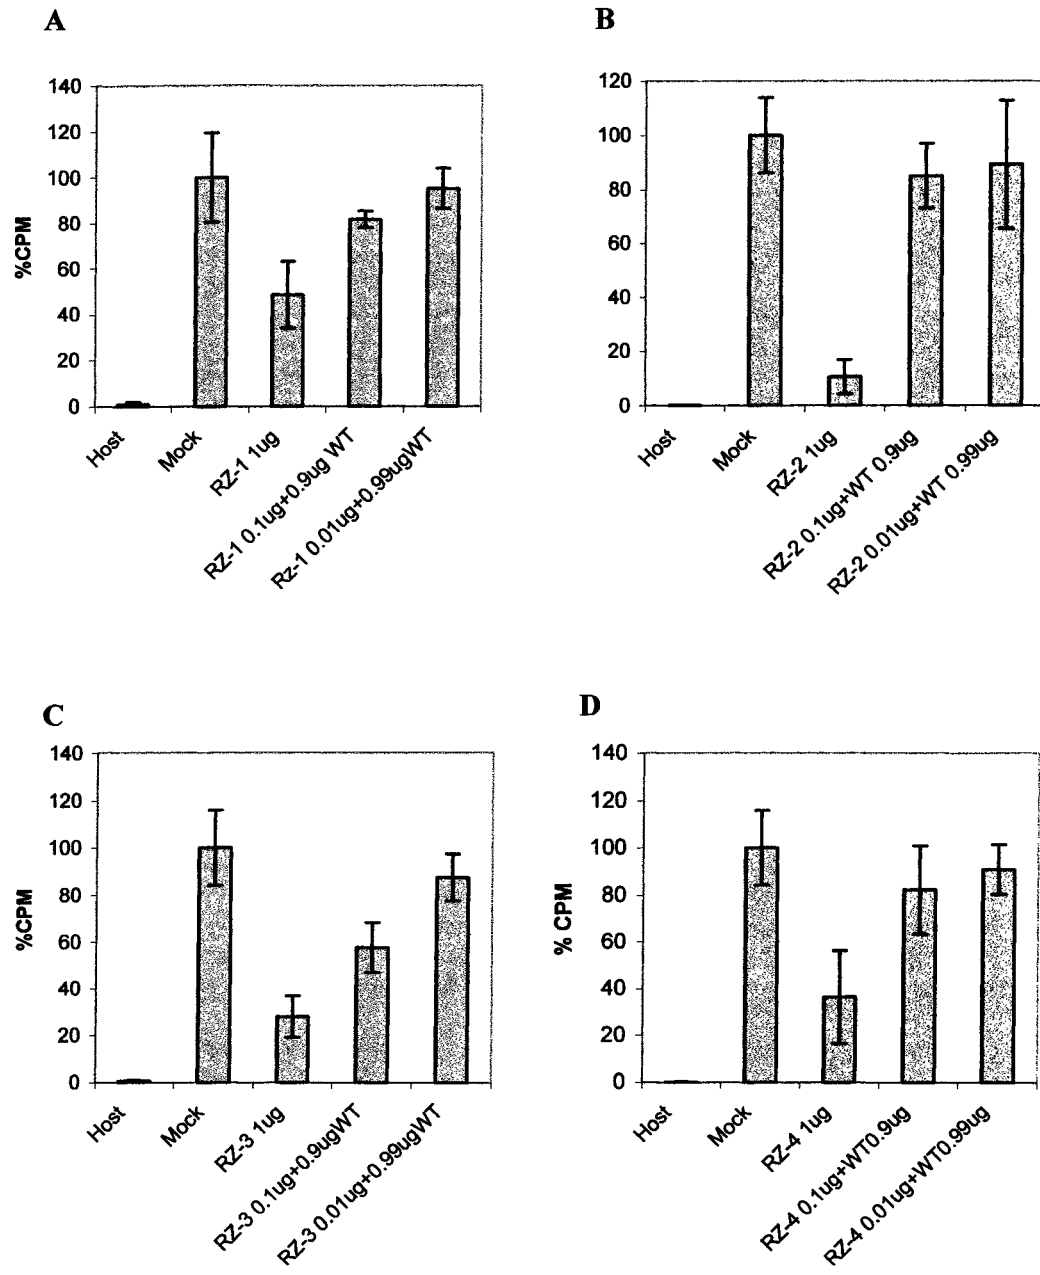 A
%CPM
140
120
100
80
60
40
20
0
Host
Mock
RZ-1 1ug
RZ-1 0.1ug+0.9ug WT
Rz-1 0.01ug+0.99ugWT
B
120
100
80
60
40
20
0
Host
Mock
RZ-2 1ug
RZ-2 0.1ug+WT 0.9ug
RZ-2 0.01ug+WT 0.99ug
C
%CPM
140
120
100
80
60
40
20
0
Host
Mock
RZ-3 1ug
RZ-3 0.1ug+0.9ugWT
RZ-3 0.01ug+0.99ugWT
D
% CPM
140
120
100
80
60
40
20
0
Host
Mock
RZ-4 1ug
RZ-4 0.1ug+WT0.9ug
RZ-4 0.01ug+WT0.99ug